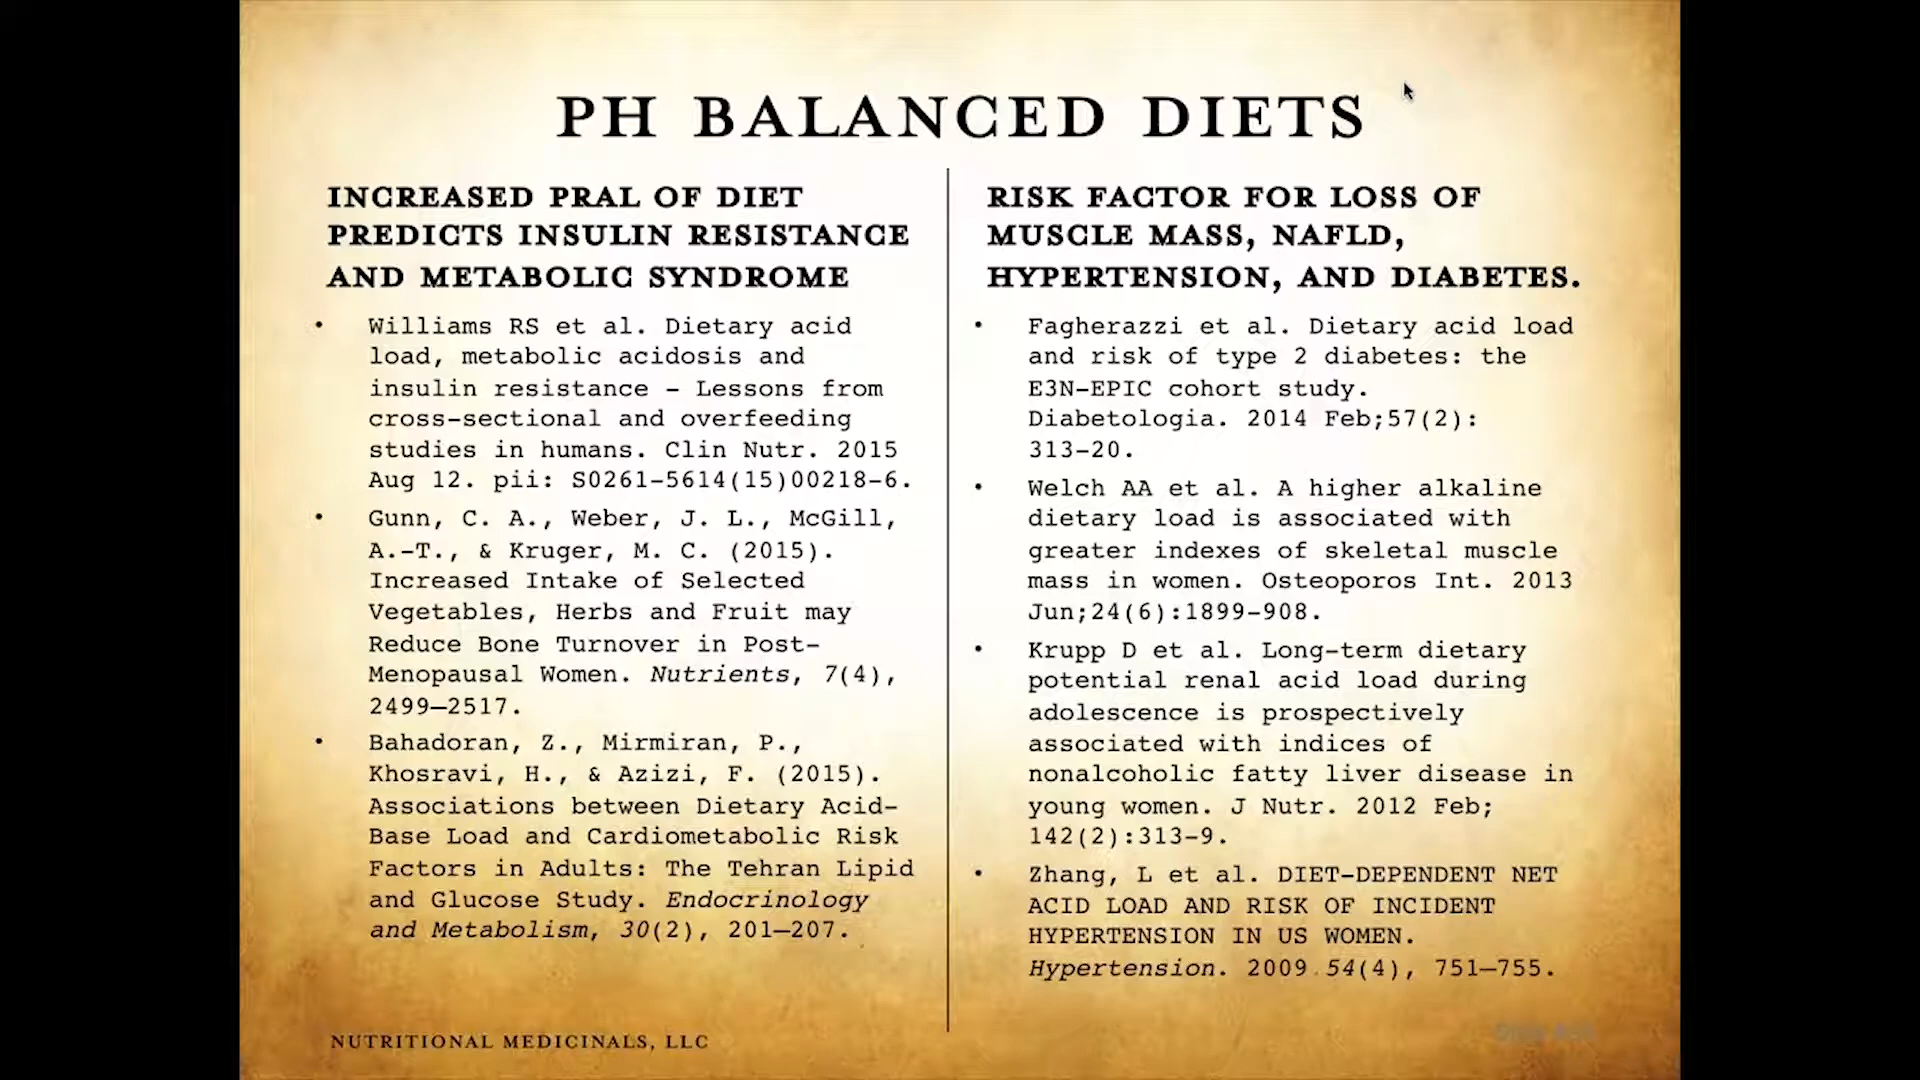 PH BALANCED DIETS
INCREASED PRAL OF DIET
PREDICTS INSULIN RESISTANCE
AND METABOLIC SYNDROME
• Williams RS et al. Dietary acid
load, metabolic acidosis and
insulin resistance – Lessons from
cross-sectional and overfeeding
studies in humans. Clin Nutr. 2015
Aug 12. pii: S0261-5614(15)00218-6.
• Gunn, C. A., Weber, J. L., McGill,
A.-T., & Kruger, M. C. (2015).
Increased Intake of Selected
Vegetables, Herbs and Fruit may
Reduce Bone Turnover in Post-
Menopausal Women. Nutrients, 7(4),
2499–2517.
• Bahadoran, Z., Mirmiran, P.,
Khosravi, H., & Azizi, F. (2015).
Associations between Dietary Acid-
Base Load and Cardiometabolic Risk
Factors in Adults: The Tehran Lipid
and Glucose Study. Endocrinology
and Metabolism, 30(2), 201–207.
RISK FACTOR FOR LOSS OF
MUSCLE MASS, NAFLD,
HYPERTENSION, AND DIABETES.
• Fagherazzi et al. Dietary acid load
and risk of type 2 diabetes: the
E3N-EPIC cohort study.
Diabetologia. 2014 Feb;57(2):
313-20.
• Welch AA et al. A higher alkaline
dietary load is associated with
greater indexes of skeletal muscle
mass in women. Osteoporos Int. 2013
Jun;24(6):1899-908.
• Krupp D et al. Long-term dietary
potential renal acid load during
adolescence is prospectively
associated with indices of
nonalcoholic fatty liver disease in
young women. J Nutr. 2012 Feb;
142(2):313-9.
• Zhang, L et al. DIET-DEPENDENT NET
ACID LOAD AND RISK OF INCIDENT
HYPERTENSION IN US WOMEN.
Hypertension. 2009 54(4), 751–755.
NUTRITIONAL MEDICINALS, LLC